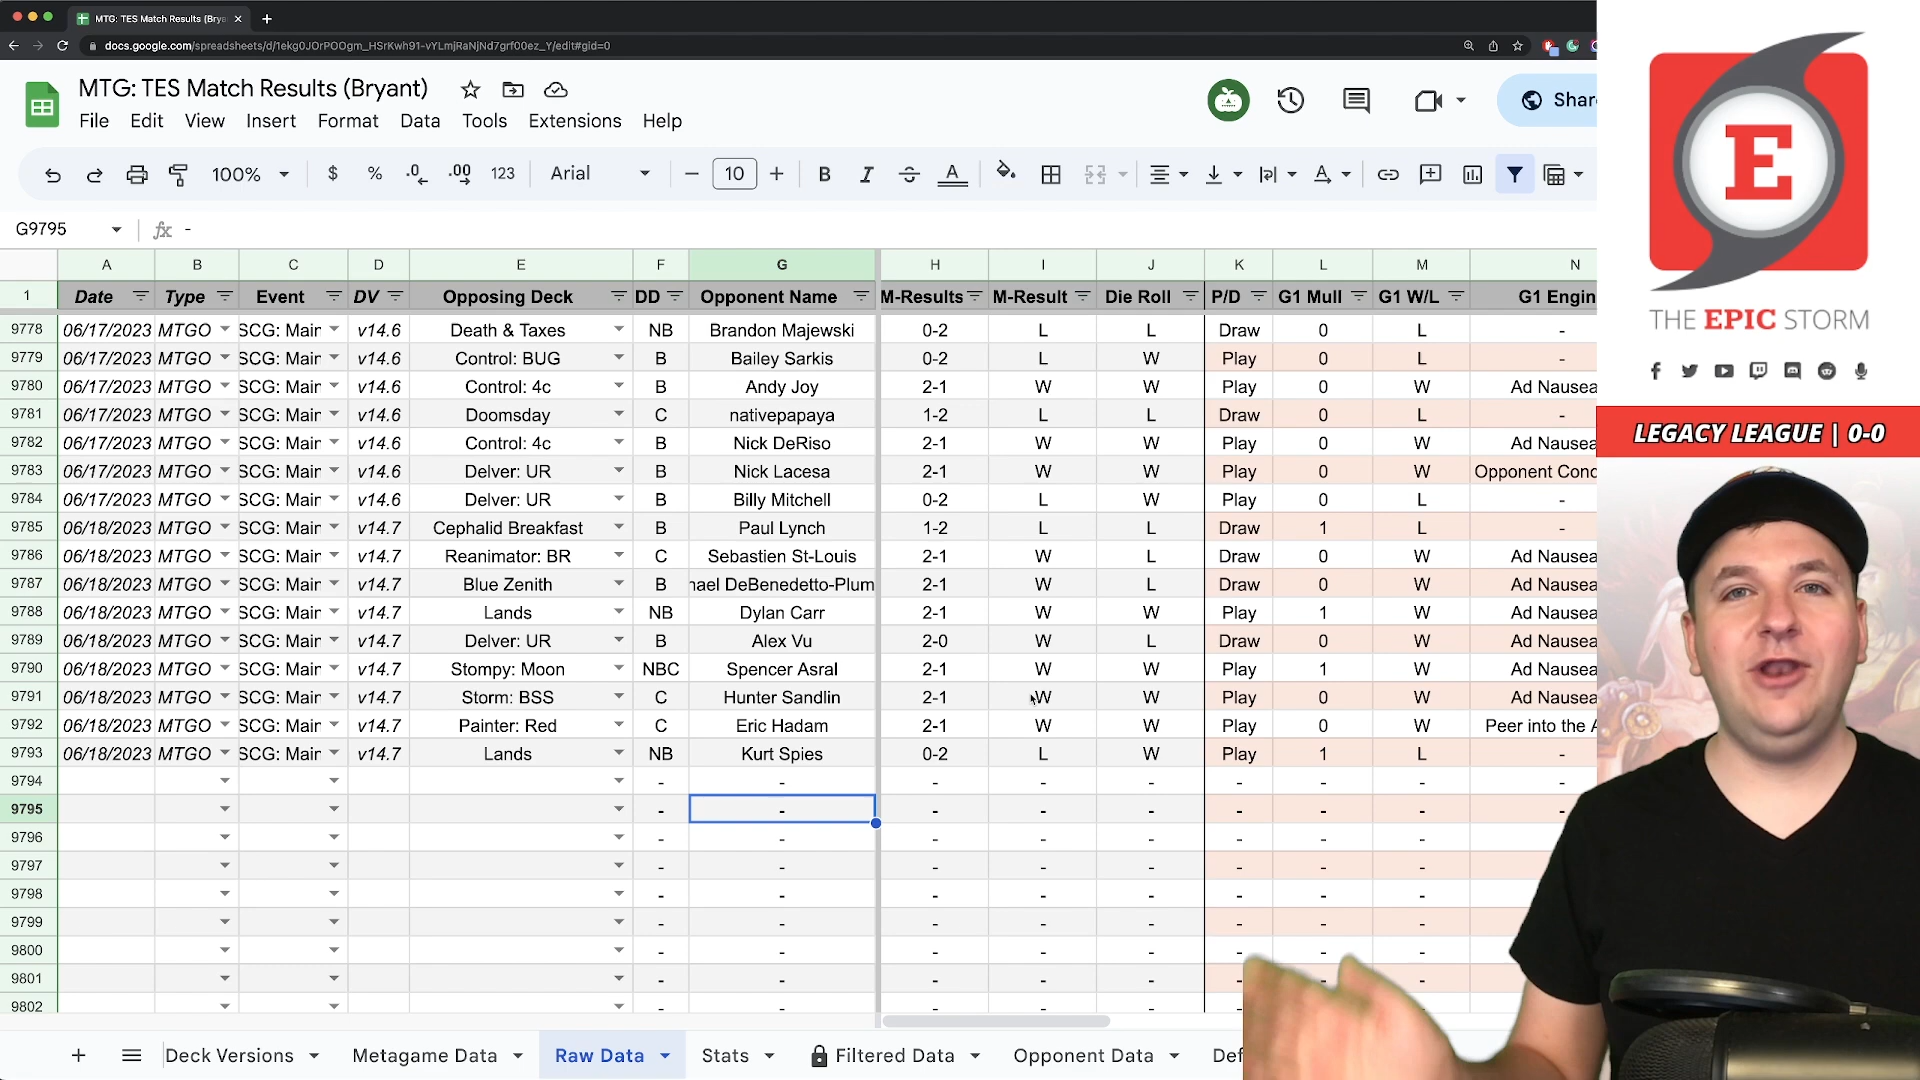 MTG: TES Match Results (Brya
docs.google.com/spreadsheets/d/1ekg0JOrPOOgm_HSrKwh91-vYLmjRaNjNd7grf00ez_Y/edit#gid=0
MTG: TES Match Results (Bryant)
File Edit View Insert Format Data Tools Extensions Help
Shar
100% $ % .0 .00 123 Arial 10 B I A
G9795 fx -
A B C D E F G H I J K L M N
1 Date Type Event DV Opposing Deck DD Opponent Name M-Results M-Result Die Roll P/D G1 Mull G1 W/L G1 Engin
9778 06/17/2023 MTGO SCG: Mair v14.6 Death & Taxes NB Brandon Majewski 0-2 L L Draw 0 L -
9779 06/17/2023 MTGO SCG: Mair v14.6 Control: BUG B Bailey Sarkis 0-2 L W Play 0 L -
9780 06/17/2023 MTGO SCG: Mair v14.6 Control: 4c B Andy Joy 2-1 W W Play 0 W Ad Nausea
9781 06/17/2023 MTGO SCG: Mair v14.6 Doomsday C nativepapaya 1-2 L L Draw 0 L -
9782 06/17/2023 MTGO SCG: Mair v14.6 Control: 4c B Nick DeRiso 2-1 W W Play 0 W Ad Nausea
9783 06/17/2023 MTGO SCG: Mair v14.6 Delver: UR B Nick Lacesa 2-1 W W Play 0 W Opponent Conc
9784 06/17/2023 MTGO SCG: Mair v14.6 Delver: UR B Billy Mitchell 0-2 L W Play 0 L -
9785 06/18/2023 MTGO SCG: Mair v14.7 Cephalid Breakfast B Paul Lynch 1-2 L L Draw 1 L -
9786 06/18/2023 MTGO SCG: Mair v14.7 Reanimator: BR C Sebastien St-Louis 2-1 W L Draw 0 W Ad Nausea
9787 06/18/2023 MTGO SCG: Mair v14.7 Blue Zenith B hael DeBenedetto-Plum 2-1 W L Draw 0 W Ad Nausea
9788 06/18/2023 MTGO SCG: Mair v14.7 Lands NB Dylan Carr 2-1 W W Play 1 W Ad Nausea
9789 06/18/2023 MTGO SCG: Mair v14.7 Delver: UR B Alex Vu 2-0 W L Draw 0 W Ad Nausea
9790 06/18/2023 MTGO SCG: Mair v14.7 Stompy: Moon NBC Spencer Asral 2-1 W W Play 1 W Ad Nausea
9791 06/18/2023 MTGO SCG: Mair v14.7 Storm: BSS C Hunter Sandlin 2-1 W W Play 0 W Ad Nausea
9792 06/18/2023 MTGO SCG: Mair v14.7 Painter: Red C Eric Hadam 2-1 W W Play 0 W Peer into the A
9793 06/18/2023 MTGO SCG: Mair v14.7 Lands NB Kurt Spies 0-2 L W Play 1 L -
9794 - - - - - - - - -
9795 - - - - - - - - -
9796 - - - - - - - -
9797 - - - - - - - -
9798 - - - - - - - -
9799 - - - - - - - -
9800 - - - - - - - -
9801 - - - - - - - -
9802 - - - - - - - -
Deck Versions Metagame Data Raw Data Stats Filtered Data Opponent Data Def
E
THE EPIC STORM
LEGACY LEAGUE | 0-0